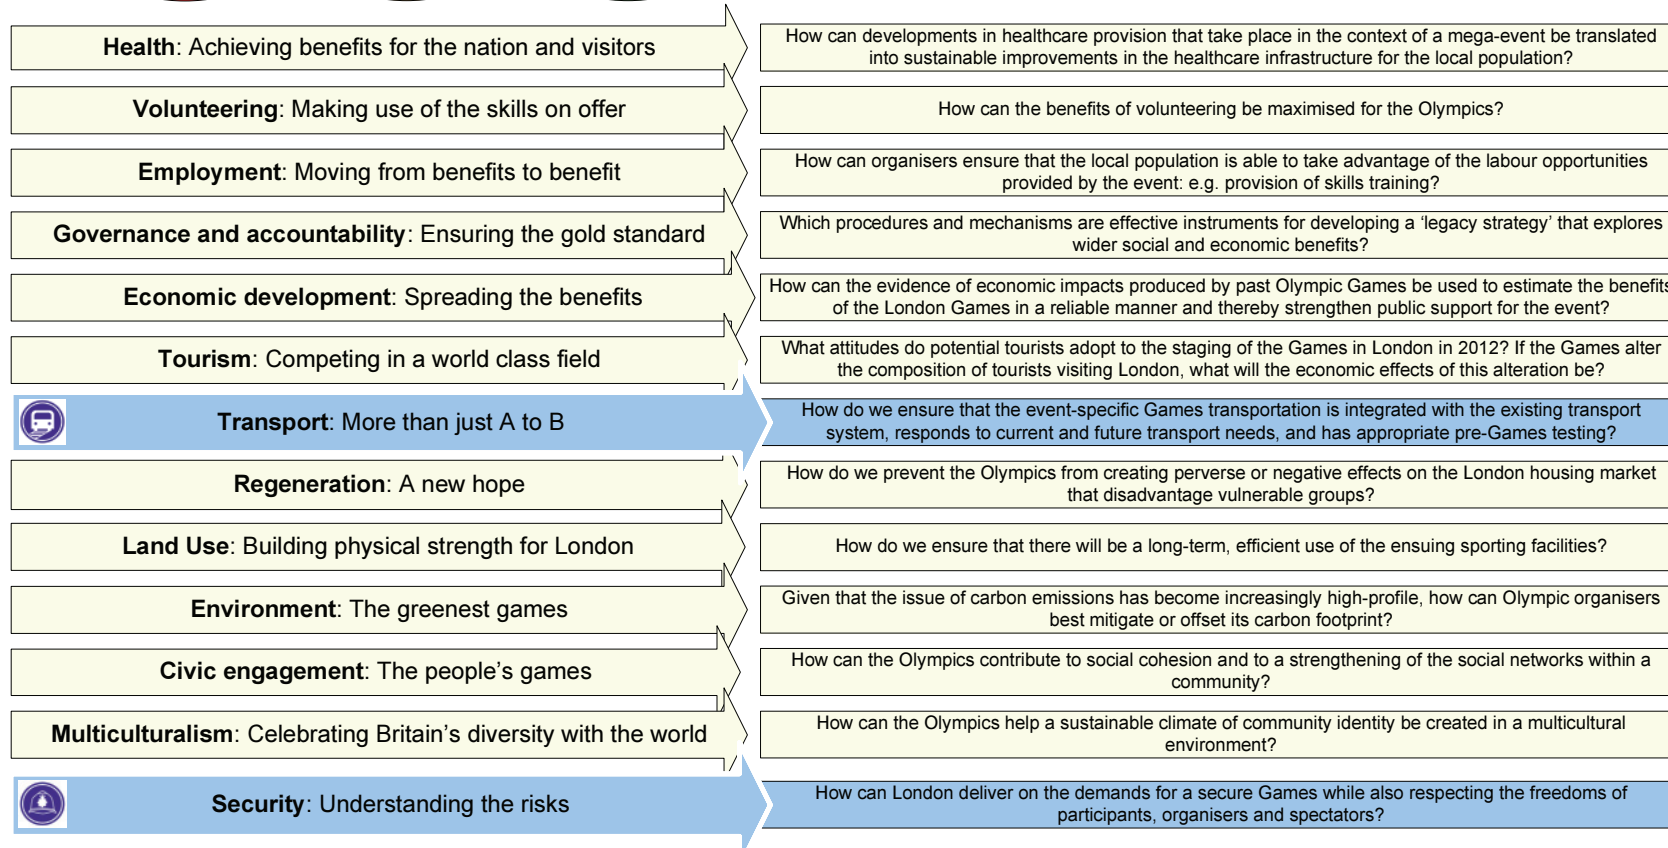 Health: Achieving benefits for the nation and visitors
How can developments in healthcare provision that take place in the context of a mega-event be translated
into sustainable improvements in the healthcare infrastructure for the local population?
Volunteering: Making use of the skills on offer
How can the benefits of volunteering be maximised for the Olympics?
Employment: Moving from benefits to benefit
How can organisers ensure that the local population is able to take advantage of the labour opportunities
provided by the event: e.g. provision of skills training?
Governance and accountability: Ensuring the gold standard
Which procedures and mechanisms are effective instruments for developing a ‘legacy strategy’ that explores
wider social and economic benefits?
Economic development: Spreading the benefits
How can the evidence of economic impacts produced by past Olympic Games be used to estimate the benefits
of the London Games in a reliable manner and thereby strengthen public support for the event?
Tourism: Competing in a world class field
What attitudes do potential tourists adopt to the staging of the Games in London in 2012? If the Games alter
the composition of tourists visiting London, what will the economic effects of this alteration be?
Transport: More than just A to B
How do we ensure that the event-specific Games transportation is integrated with the existing transport
system, responds to current and future transport needs, and has appropriate pre-Games testing?
Regeneration: A new hope
How do we prevent the Olympics from creating perverse or negative effects on the London housing market
that disadvantage vulnerable groups?
Land Use: Building physical strength for London
How do we ensure that there will be a long-term, efficient use of the ensuing sporting facilities?
Environment: The greenest games
Given that the issue of carbon emissions has become increasingly high-profile, how can Olympic organisers
best mitigate or offset its carbon footprint?
Civic engagement: The people’s games
How can the Olympics contribute to social cohesion and to a strengthening of the social networks within a
community?
Multiculturalism: Celebrating Britain’s diversity with the world
How can the Olympics help a sustainable climate of community identity be created in a multicultural
environment?
Security: Understanding the risks
How can London deliver on the demands for a secure Games while also respecting the freedoms of
participants, organisers and spectators?